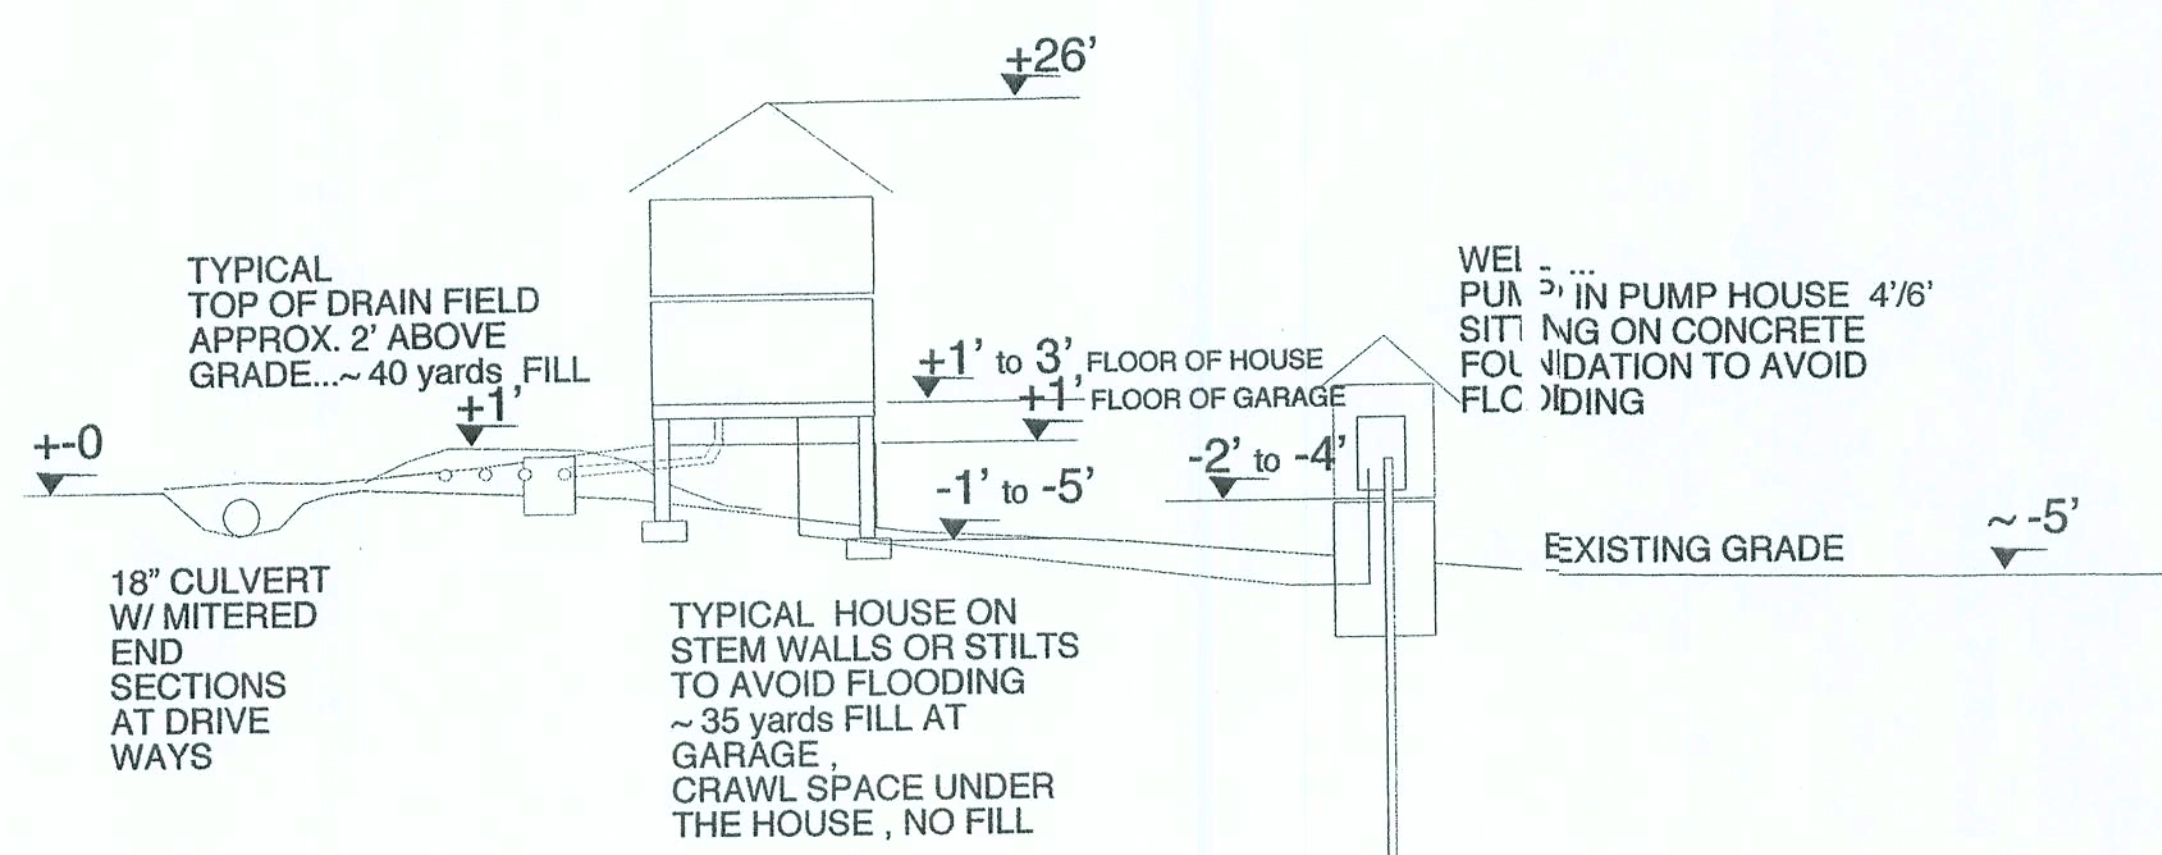 +26'
TYPICAL
TOP OF DRAIN FIELD
APPROX. 2' ABOVE
GRADE...~ 40 yards FILL
+1'
+-0
18" CULVERT
W/ MITERED
END
SECTIONS
AT DRIVE
WAYS
+1' to 3' FLOOR OF HOUSE
+1' FLOOR OF GARAGE
-1' to -5'
-2' to -4'
TYPICAL HOUSE ON
STEM WALLS OR STILTS
TO AVOID FLOODING
~ 35 yards FILL AT
GARAGE ,
CRAWL SPACE UNDER
THE HOUSE , NO FILL
IN PUMP HOUSE 4'/6'
SITTING ON CONCRETE
FOUNDATION TO AVOID
FLOODING
EXISTING GRADE
~ -5'